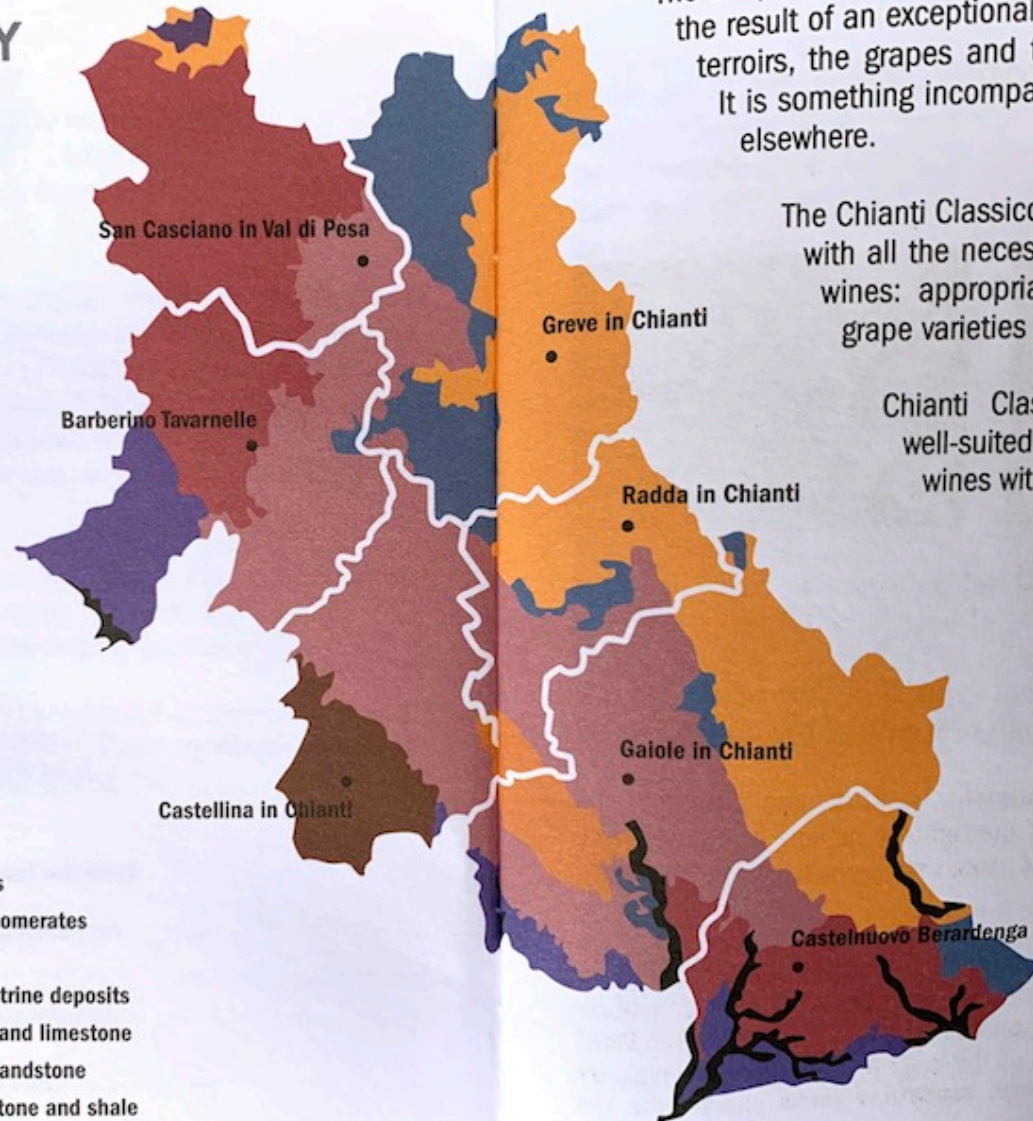 Y
the result of an exceptional
terroirs, the grapes and
It is something incompa
elsewhere.
The Chianti Classico
with all the neces
wines: appropria
grape varieties
Chianti Clas
well-suited
wines wit
San Casciano in Val di Pesa
Greve in Chianti
Barberino Tavarnelle
Radda in Chianti
Gaiole in Chianti
Castellina in Chianti
Castelnuovo Berardenga
s
omerates
trine deposits
and limestone
andstone
tone and shale